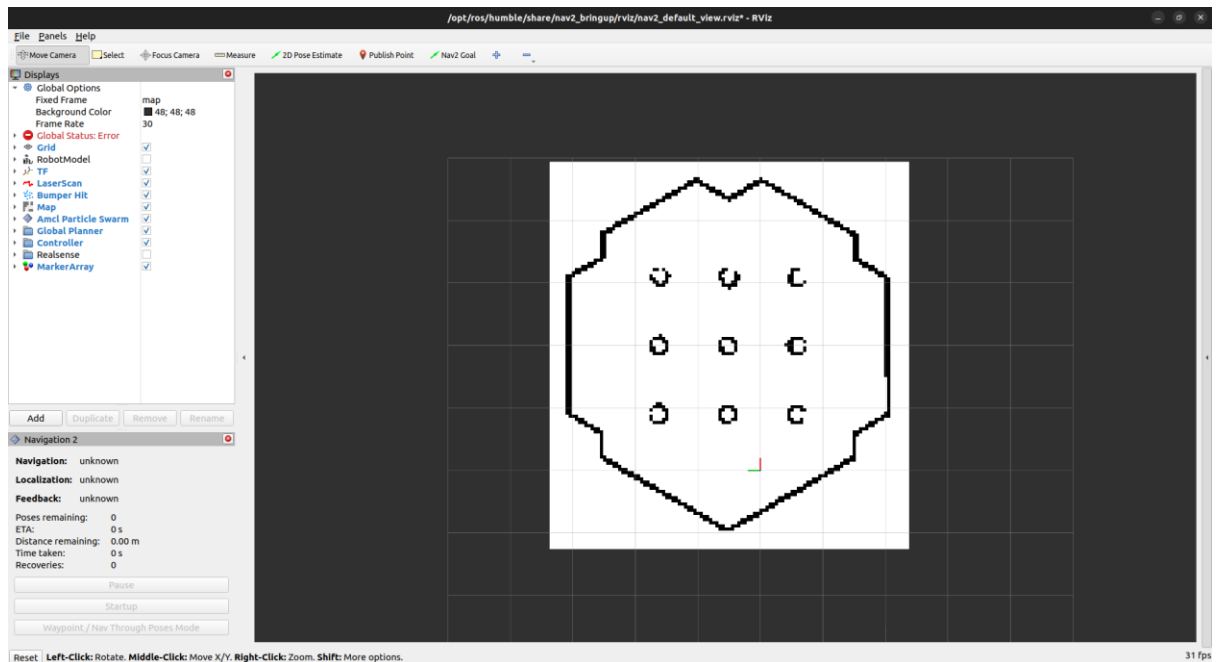 /opt/ros/humble/share/nav2_bringup/rviz/nav2_default_view.rviz* - RViz
File Panels Help
Move Camera Select Focus Camera Measure 2D Pose Estimate Publish Point Nav2 Goal
Displays
Global Options
Fixed Frame map
Background Color 48; 48; 48
Frame Rate 30
Global Status: Error
Grid
RobotModel
TF
LaserScan
Bumper Hit
Map
Amcl Particle Swarm
Global Planner
Controller
Realsense
MarkerArray
Add Duplicate Remove Rename
Navigation 2
Navigation: unknown
Localization: unknown
Feedback: unknown
Poses remaining: 0
ETA: 0 s
Distance remaining: 0.00 m
Time taken: 0 s
Recoveries: 0
Pause
Startup
Waypoint / Nav Through Poses Mode
Reset Left-Click: Rotate. Middle-Click: Move X/Y. Right-Click: Zoom. Shift: More options. 31 fps